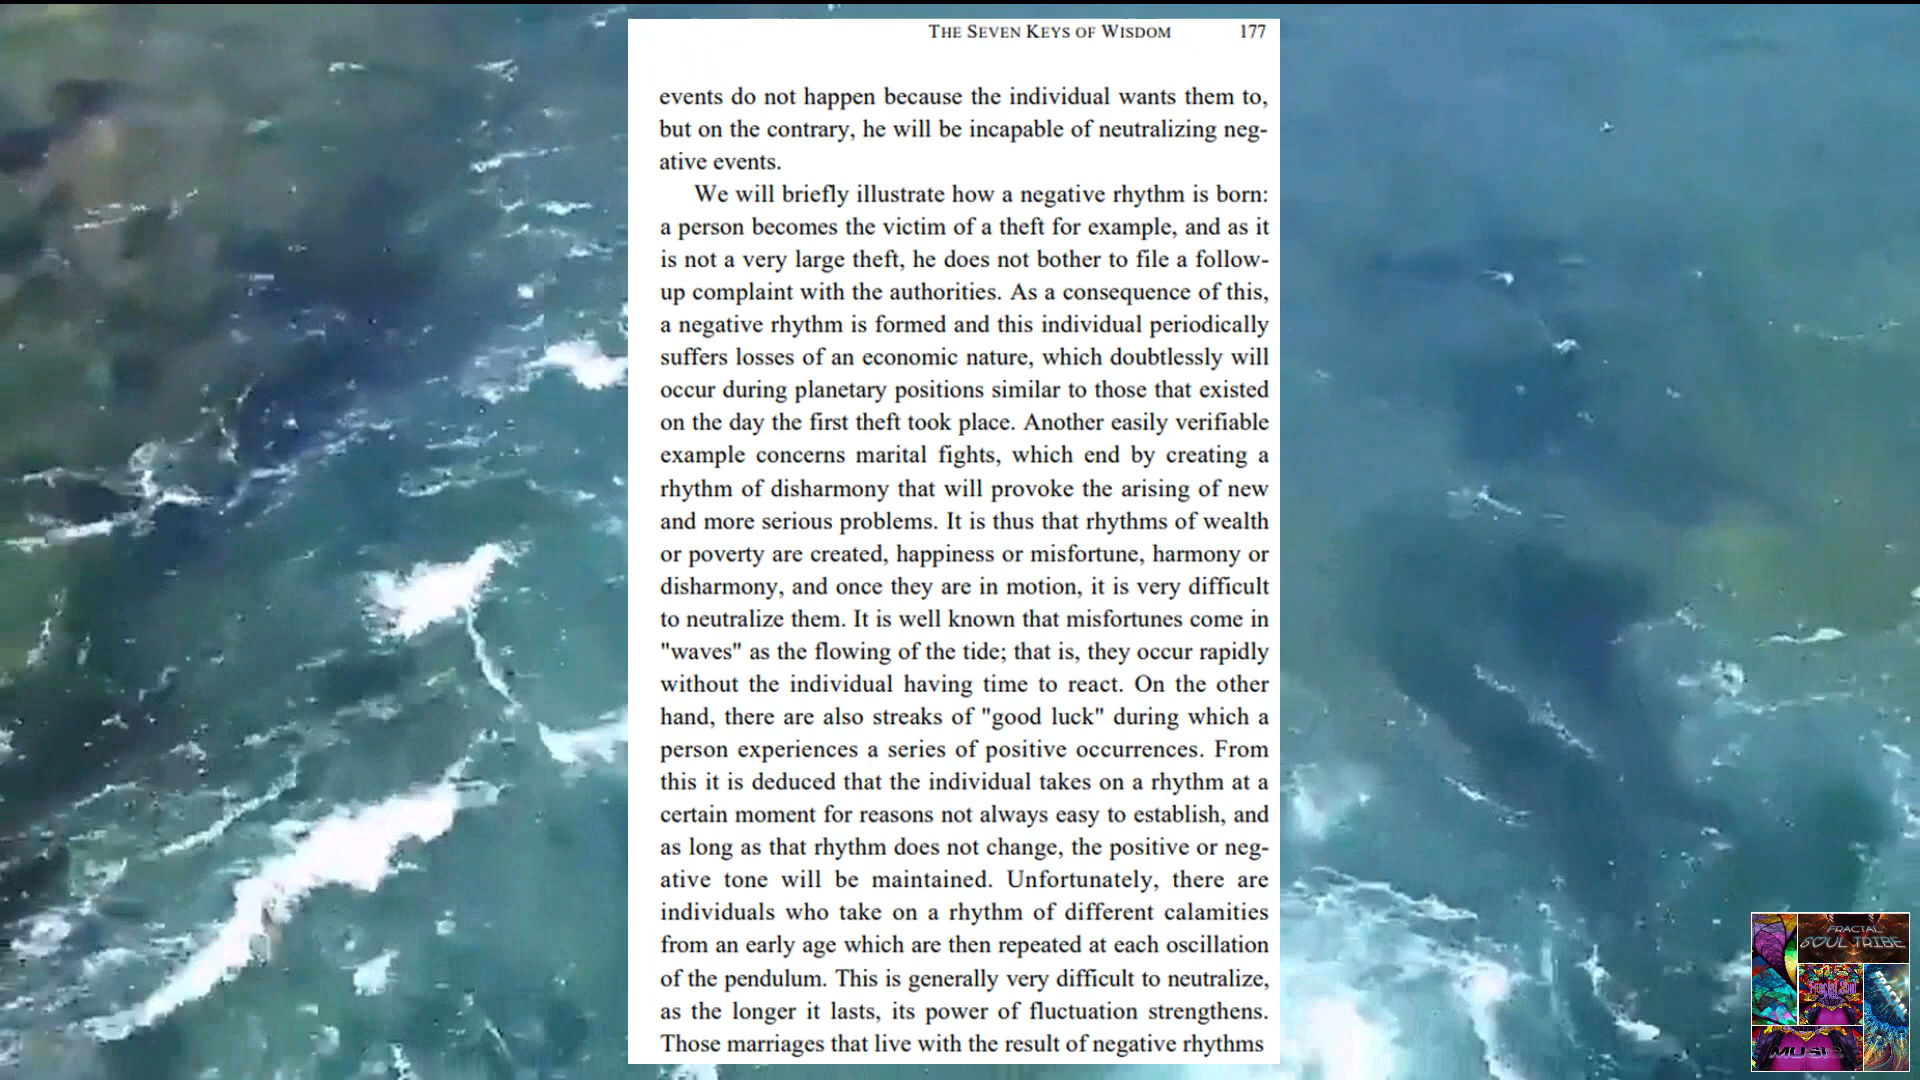 THE SEVEN KEYS OF WISDOM 177
events do not happen because the individual wants them to,
but on the contrary, he will be incapable of neutralizing neg-
ative events.
We will briefly illustrate how a negative rhythm is born:
a person becomes the victim of a theft for example, and as it
is not a very large theft, he does not bother to file a follow-
up complaint with the authorities. As a consequence of this,
a negative rhythm is formed and this individual periodically
suffers losses of an economic nature, which doubtlessly will
occur during planetary positions similar to those that existed
on the day the first theft took place. Another easily verifiable
example concerns marital fights, which end by creating a
rhythm of disharmony that will provoke the arising of new
and more serious problems. It is thus that rhythms of wealth
or poverty are created, happiness or misfortune, harmony or
disharmony, and once they are in motion, it is very difficult
to neutralize them. It is well known that misfortunes come in
"waves" as the flowing of the tide; that is, they occur rapidly
without the individual having time to react. On the other
hand, there are also streaks of "good luck" during which a
person experiences a series of positive occurrences. From
this it is deduced that the individual takes on a rhythm at a
certain moment for reasons not always easy to establish, and
as long as that rhythm does not change, the positive or neg-
ative tone will be maintained. Unfortunately, there are
individuals who take on a rhythm of different calamities
from an early age which are then repeated at each oscillation
of the pendulum. This is generally very difficult to neutralize,
as the longer it lasts, its power of fluctuation strengthens.
Those marriages that live with the result of negative rhythms
FRACTAL
SOUL TRIBE
Fractal Soul
MUSIC